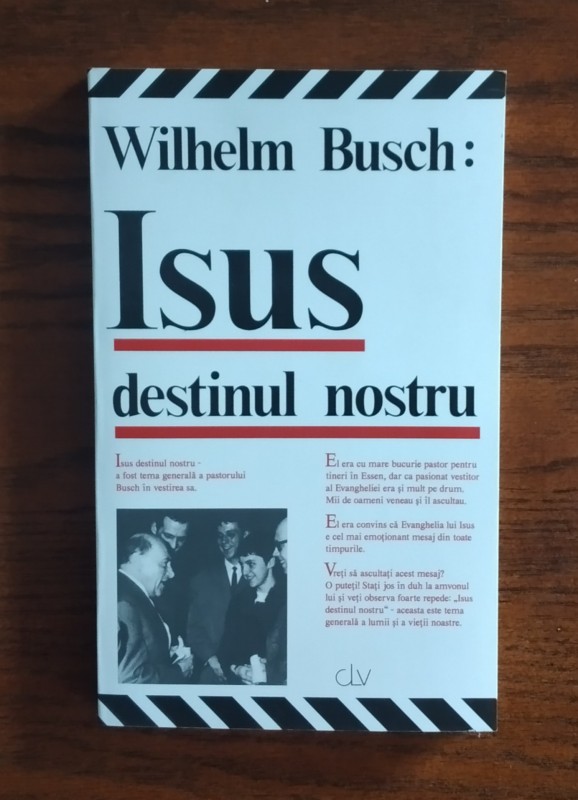 Wilhelm Busch:
Isus
destinul nostru
Isus destinul nostru -
a fost tema generală a pastorului
Busch în vestirea sa.
El era cu mare bucurie pastor pentru
tineri în Essen, dar ca pasionat vestitor
al Evangheliei era și mult pe drum.
Mii de oameni veneau și îl ascultau.
El era convins că Evanghelia lui Isus
e cel mai emoționant mesaj din toate
timpurile.
Vreți să ascultați acest mesaj?
O puteți! Stați jos în duh la amvonul
lui și veți observa foarte repede: „Isus
destinul nostru“ - aceasta este tema
generală a lumii și a vieții noastre.
clv